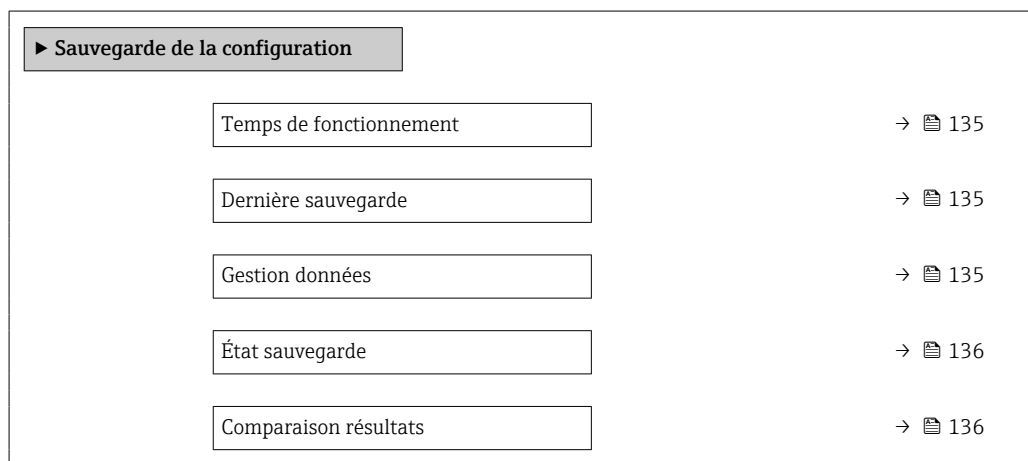 ▶ Sauvegarde de la configuration
Temps de fonctionnement → 135
Dernière sauvegarde → 135
Gestion données → 135
État sauvegarde → 136
Comparaison résultats → 136